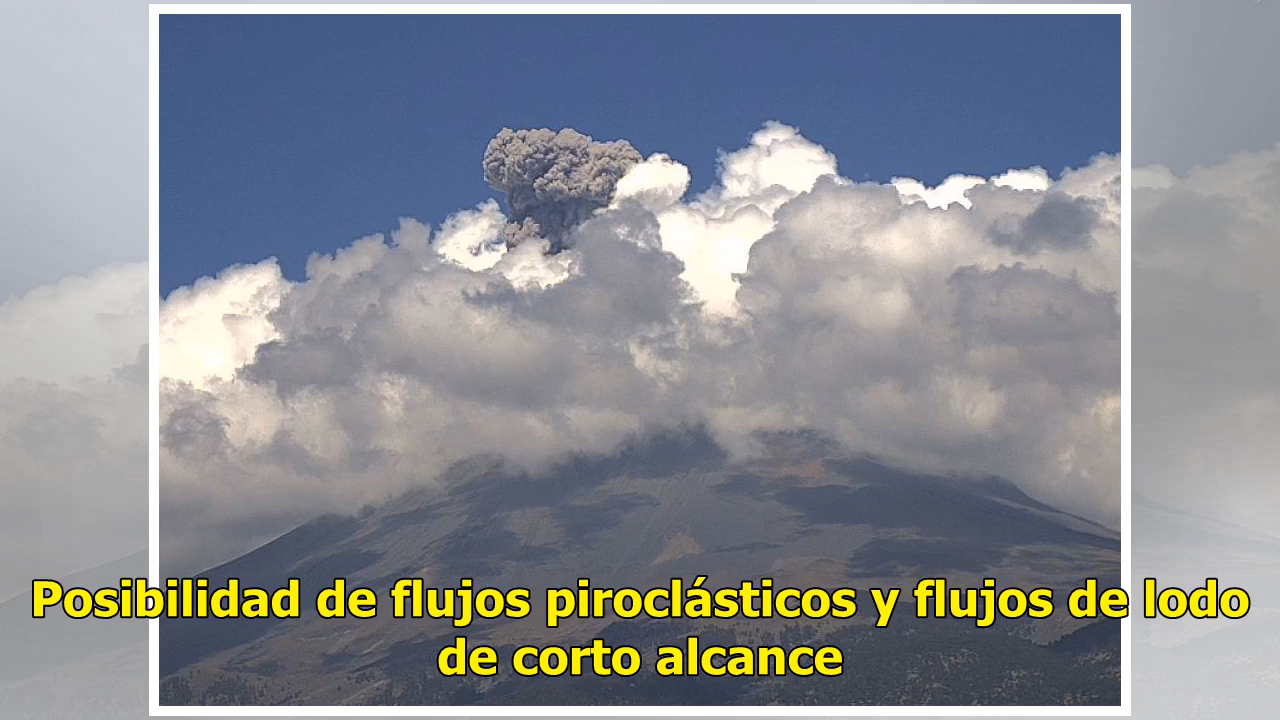 Posibilidad de flujos piroclásticos y flujos de lodo
de corto alcance